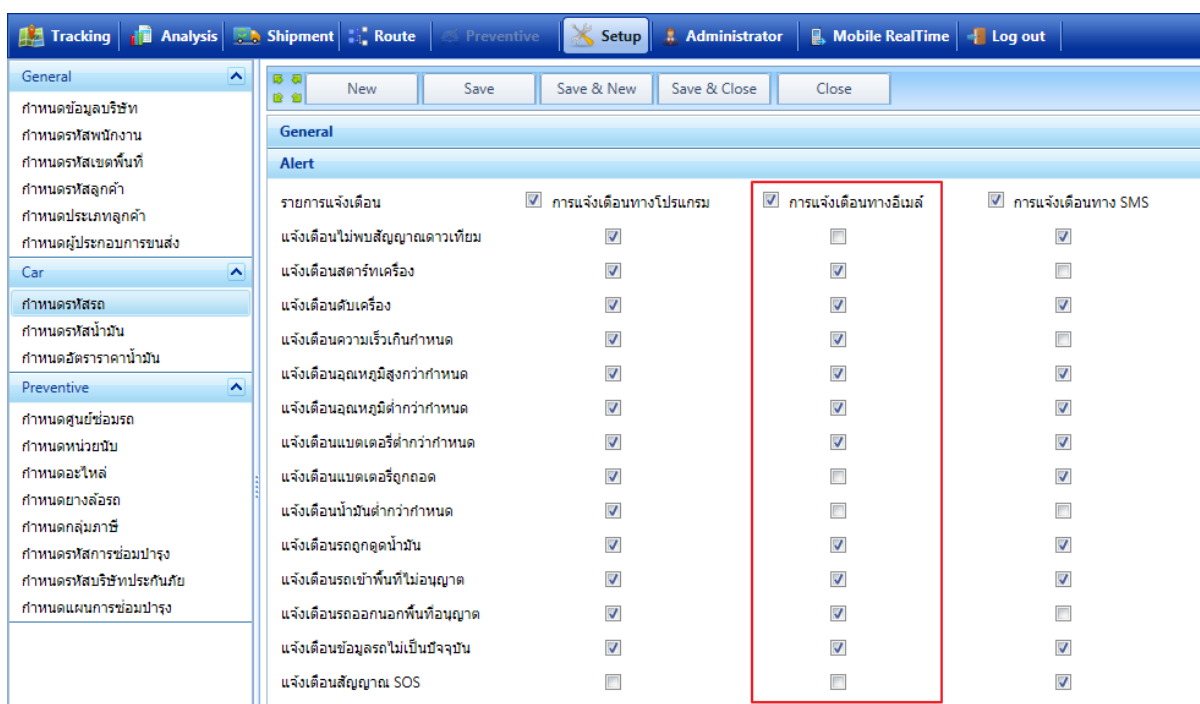 Tracking Analysis Shipment Route Preventive Setup Administrator Mobile RealTime Log out
General
กำหนดข้อมูลบริษัท
กำหนดรหัสพนักงาน
กำหนดรหัสเขตพื้นที่
กำหนดรหัสลูกค้า
กำหนดประเภทลูกค้า
กำหนดผู้ประกอบการขนส่ง
Car
กำหนดรหัสรถ
กำหนดรหัสน้ำมัน
กำหนดอัตราราคาน้ำมัน
Preventive
กำหนดศูนย์ซ่อมรถ
กำหนดหน่วยนับ
กำหนดอะไหล่
กำหนดยางล้อรถ
กำหนดกลุ่มภาษี
กำหนดรหัสการซ่อมบำรุง
กำหนดรหัสบริษัทประกันภัย
กำหนดแผนการซ่อมบำรุง
New Save Save & New Save & Close Close
General
Alert
รายการแจ้งเตือน การแจ้งเตือนทางโปรแกรม การแจ้งเตือนทางอีเมล์ การแจ้งเตือนทาง SMS
แจ้งเตือนไม่พบสัญญาณดาวเทียม
แจ้งเตือนสตาร์ทเครื่อง
แจ้งเตือนดับเครื่อง
แจ้งเตือนความเร็วเกินกำหนด
แจ้งเตือนอุณหภูมิสูงกว่ากำหนด
แจ้งเตือนอุณหภูมิต่ำกว่ากำหนด
แจ้งเตือนแบตเตอรี่ต่ำกว่ากำหนด
แจ้งเตือนแบตเตอรี่ถูกถอด
แจ้งเตือนน้ำมันต่ำกว่ากำหนด
แจ้งเตือนรถถูกดูดน้ำมัน
แจ้งเตือนรถเข้าพื้นที่ไม่อนุญาต
แจ้งเตือนรถออกนอกพื้นที่อนุญาต
แจ้งเตือนข้อมูลรถไม่เป็นปัจจุบัน
แจ้งเตือนสัญญาณ SOS